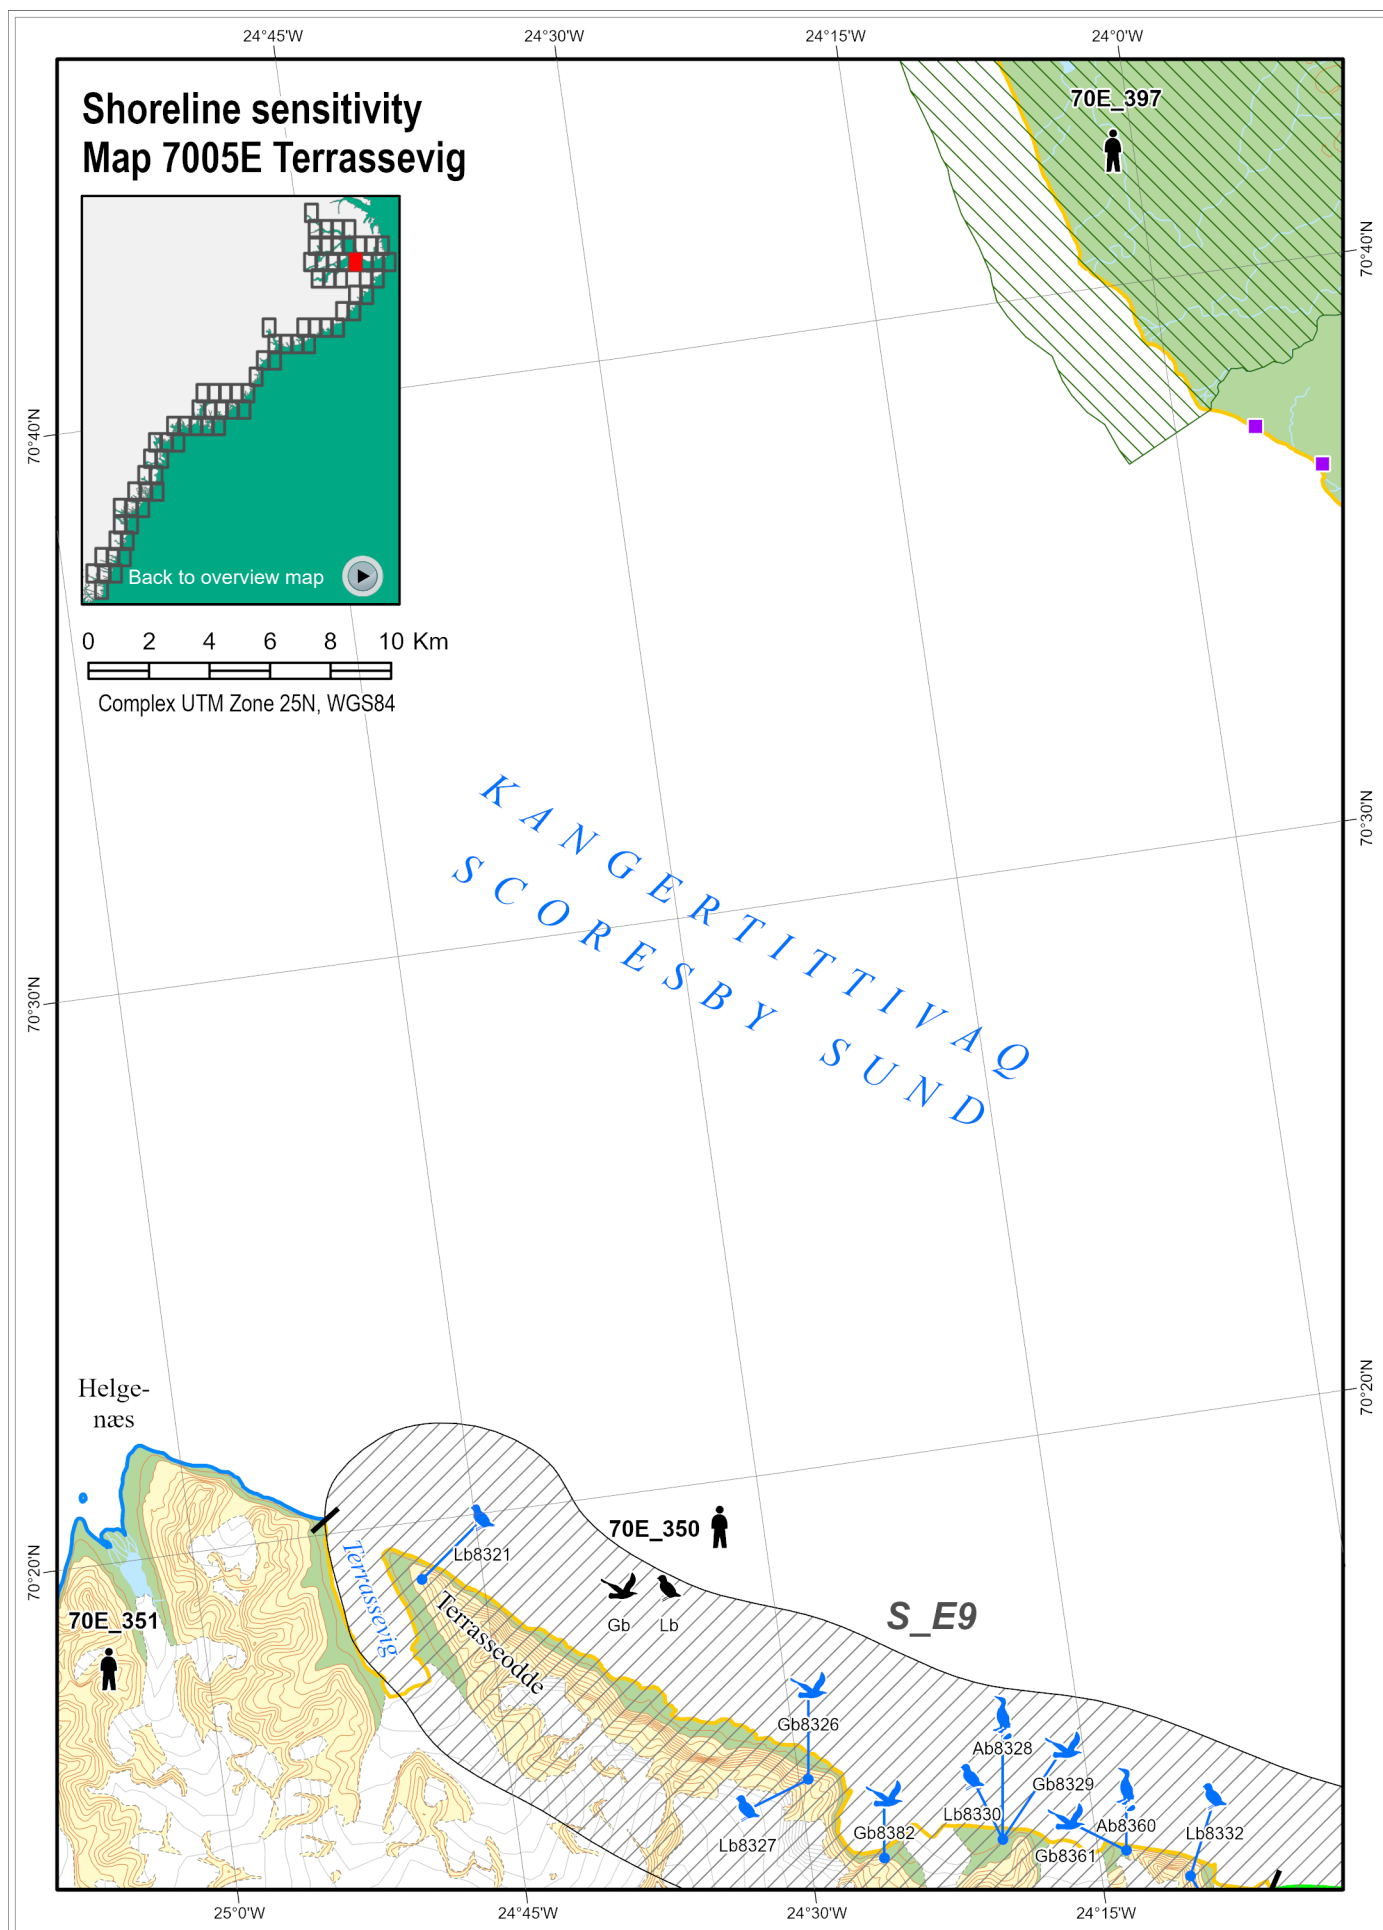 24°45'W
24°30'W
24°15'W
24°0'W
Shoreline sensitivity
Map 7005E Terrassevig
70E_397
70°40'N
70°40'N
Back to overview map
0 2 4 6 8 10 Km
Complex UTM Zone 25N, WGS84
KANGERTITTIVAQ
SCORESBY SUND
70°30'N
70°30'N
70°20'N
Helge-
næs
70E_350
Lb8321
Terrassevig
Terrasseodde
Gb
Lb
S_E9
70°20'N
70E_351
Gb8326
Ab8328
Gb8329
Lb8330
Gb8382
Lb8327
Gb8361
Ab8360
Lb8332
25°0'W
24°45'W
24°30'W
24°15'W